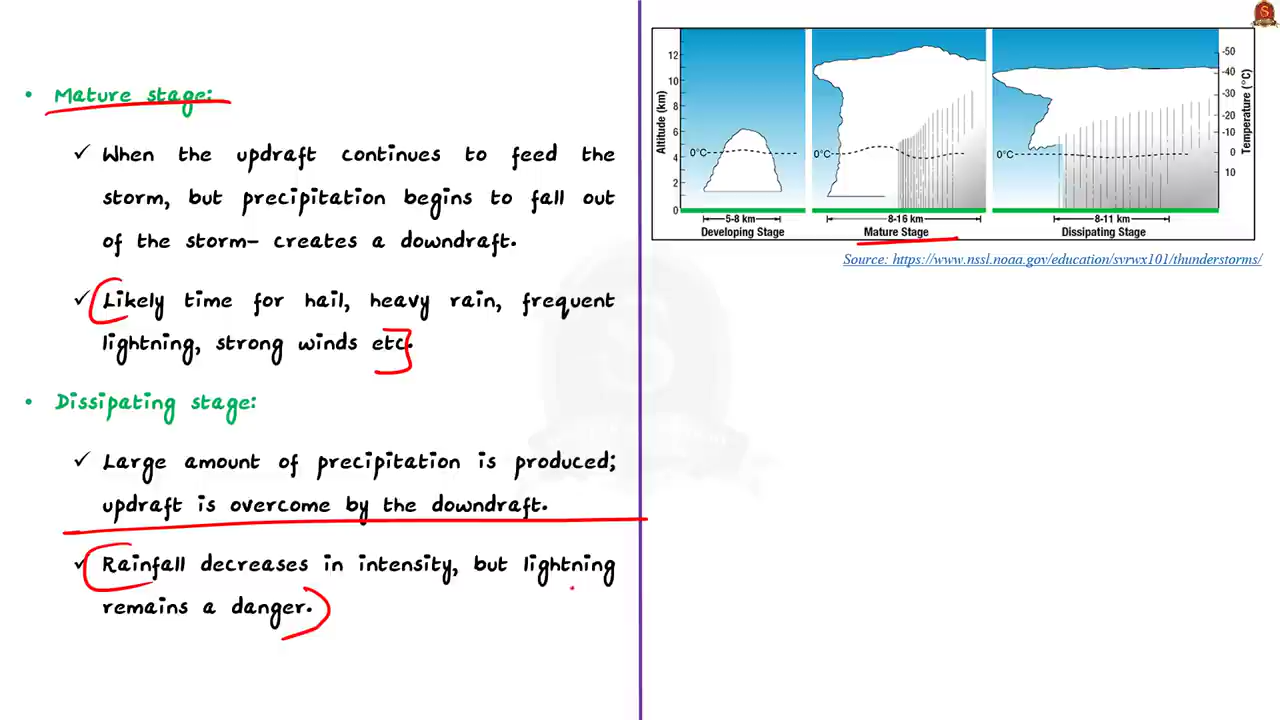 • Mature stage:
✓ When the updraft continues to feed the
storm, but precipitation begins to fall out
of the storm– creates a downdraft.
✓ Likely time for hail, heavy rain, frequent
lightning, strong winds etc.
• Dissipating stage:
✓ Large amount of precipitation is produced;
updraft is overcome by the downdraft.
✓ Rainfall decreases in intensity, but lightning
remains a danger.
Altitude (km)
12
10
8
6
4
2
0
0°C
0°C
0°C
-50
-40
-30
-20
-10
0
10
Temperature (°C)
5-8 km
8-16 km
8-11 km
Developing Stage
Mature Stage
Dissipating Stage
Source: https://www.nssl.noaa.gov/education/svrwx101/thunderstorms/